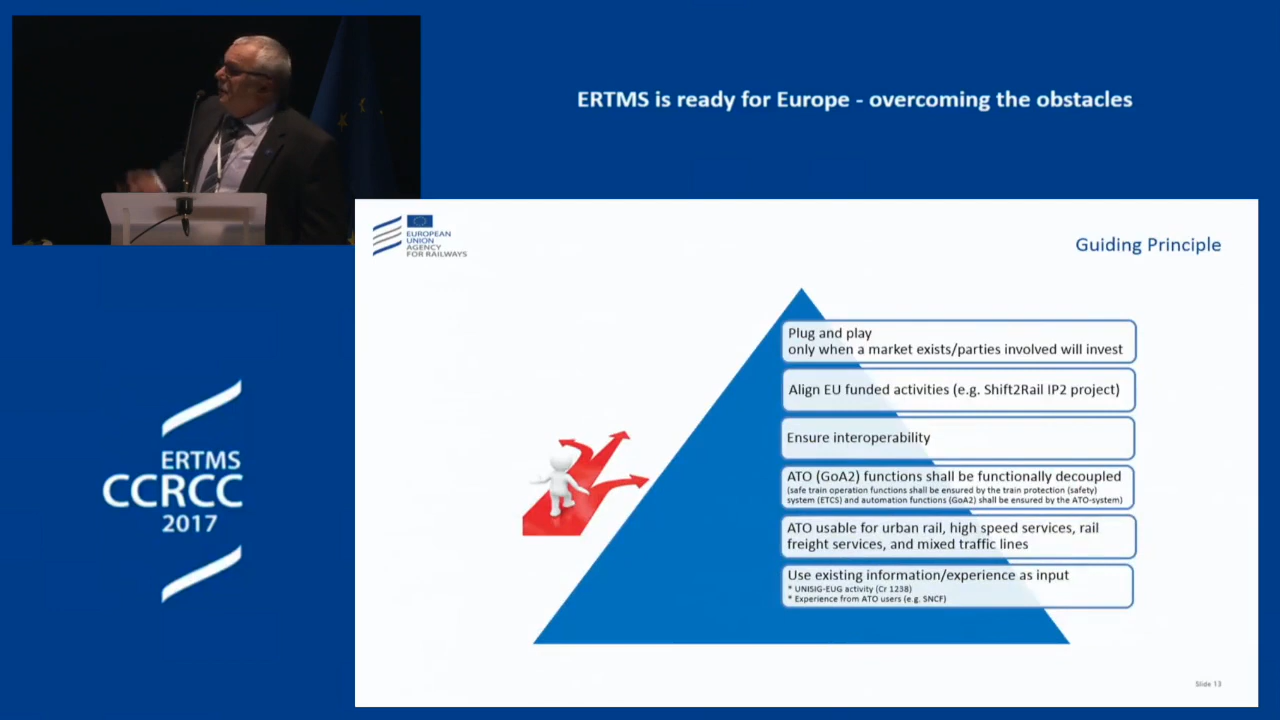 ERTMS is ready for Europe - overcoming the obstacles
EUROPEAN
UNION
AGENCY
FOR RAILWAYS
Guiding Principle
Plug and play
only when a market exists/parties involved will invest
Align EU funded activities (e.g. Shift2Rail IP2 project)
Ensure interoperability
ATO (GoA2) functions shall be functionally decoupled
(safe train operation functions shall be ensured by the train protection (safety)
system (ETCS) and automation functions (GoA2) shall be ensured by the ATO-system)
ATO usable for urban rail, high speed services, rail
freight services, and mixed traffic lines
Use existing information/experience as input
* UNISIG-EUG activity (Cr 1238)
* Experience from ATO users (e.g. SNCF)
Slide 13
ERTMS
CCRCC
2017